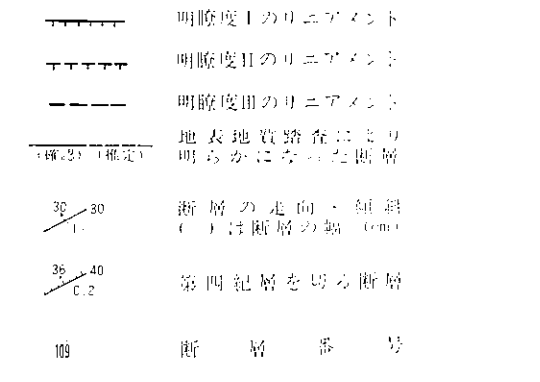 明瞭度Iのリニアメント
明瞭度IIのリニアメント
明瞭度IIIのリニアメント
地表地質踏査により
(確認) (推定) 明らかになった断層
30 30 断層の走向・傾斜
( )は断層の幅 (cm)
36 40
0.2 第四紀層を切る断層
109 断層番号